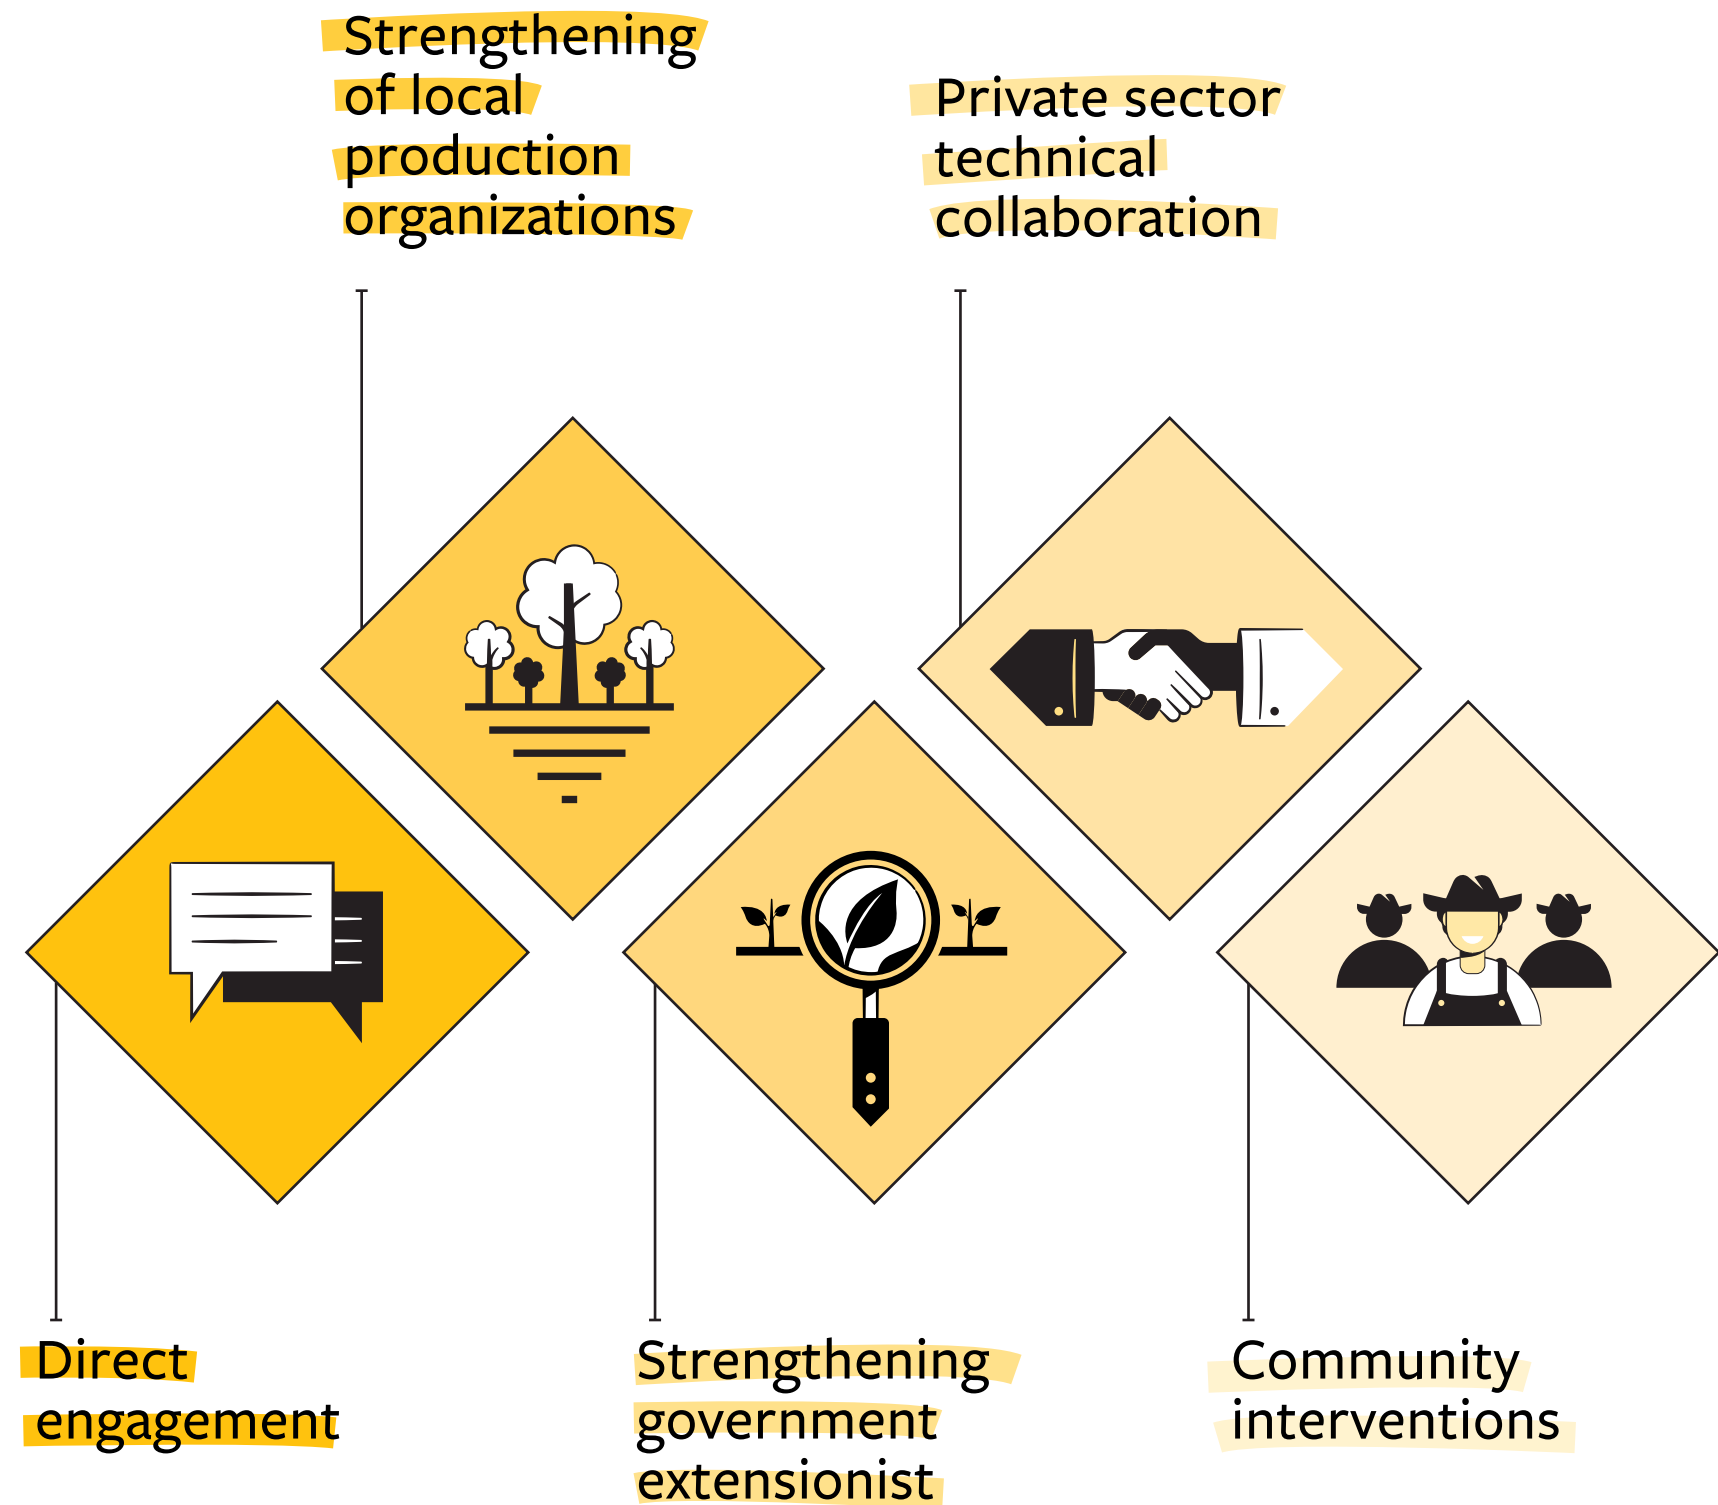 Strengthening
of local
production
organizations
Private sector
technical
collaboration
Direct
engagement
Strengthening
government
extensionist
Community
interventions